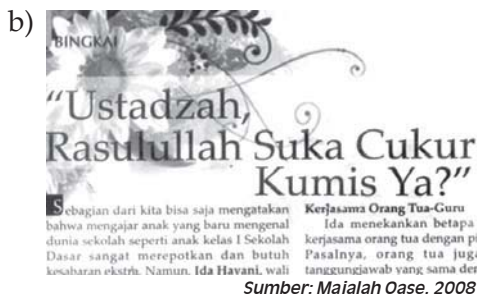 b)
BINGKAI
“Ustadzah,
Rasulullah Suka Cukur
Kumis Ya?”
Sebagian dari kita bisa saja mengatakan
bahwa mengajar anak yang baru mengenal
dunia sekolah seperti anak kelas I Sekolah
Dasar sangat merepotkan dan butuh
kesabaran ekstra. Namun, Ida Hayani, wali
Kerjasama Orang Tua-Guru
Ida menekankan betapa
kerjasama orang tua dengan pi
Pasalnya, orang tua juga
tanggungjawab yang sama der
Sumber: Majalah Oase, 2008